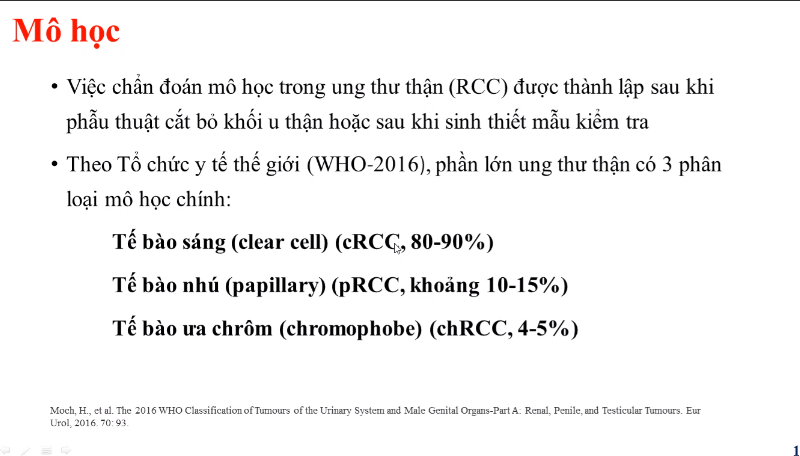 Mô học
• Việc chẩn đoán mô học trong ung thư thận (RCC) được thành lập sau khi
phẫu thuật cắt bỏ khối u thận hoặc sau khi sinh thiết mẫu kiểm tra
• Theo Tổ chức y tế thế giới (WHO-2016), phần lớn ung thư thận có 3 phân
loại mô học chính:
Tế bào sáng (clear cell) (cRCC, 80-90%)
Tế bào nhú (papillary) (pRCC, khoảng 10-15%)
Tế bào ưa chrôm (chromophobe) (chRCC, 4-5%)
Moch, H., et al. The 2016 WHO Classification of Tumours of the Urinary System and Male Genital Organs-Part A: Renal, Penile, and Testicular Tumours. Eur
Urol, 2016. 70: 93.
1